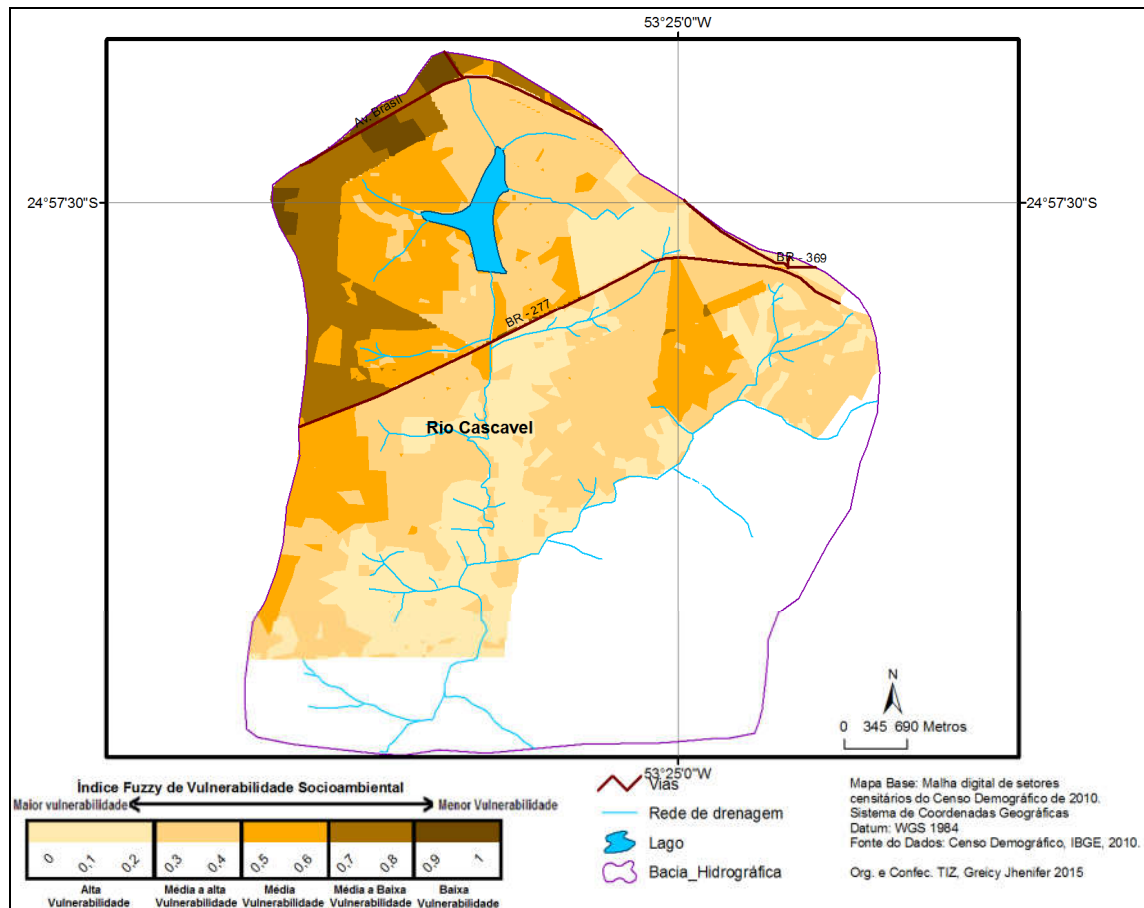 53°25'0"W
Av. Brasil
24°57'30"S
24°57'30"S
BR - 369
BR - 277
Rio Cascavel
N
0 345 690 Metros
53°25'0"W
Índice Fuzzy de Vulnerabilidade Socioambiental
Maior vulnerabilidade Menor Vulnerabilidade
0 0,1 0,2 0,3 0,4 0,5 0,6 0,7 0,8 0,9 1
Alta Média a alta Média Média a Baixa Baixa
Vulnerabilidade Vulnerabilidade Vulnerabilidade Vulnerabilidade Vulnerabilidade
Vias
Rede de drenagem
Lago
Bacia_Hidrográfica
Mapa Base: Malha digital de setores
censitários do Censo Demográfico de 2010.
Sistema de Coordenadas Geográficas
Datum: WGS 1984
Fonte do Dados: Censo Demográfico, IBGE, 2010.
Org. e Confec. TIZ, Greicy Jhenifer 2015